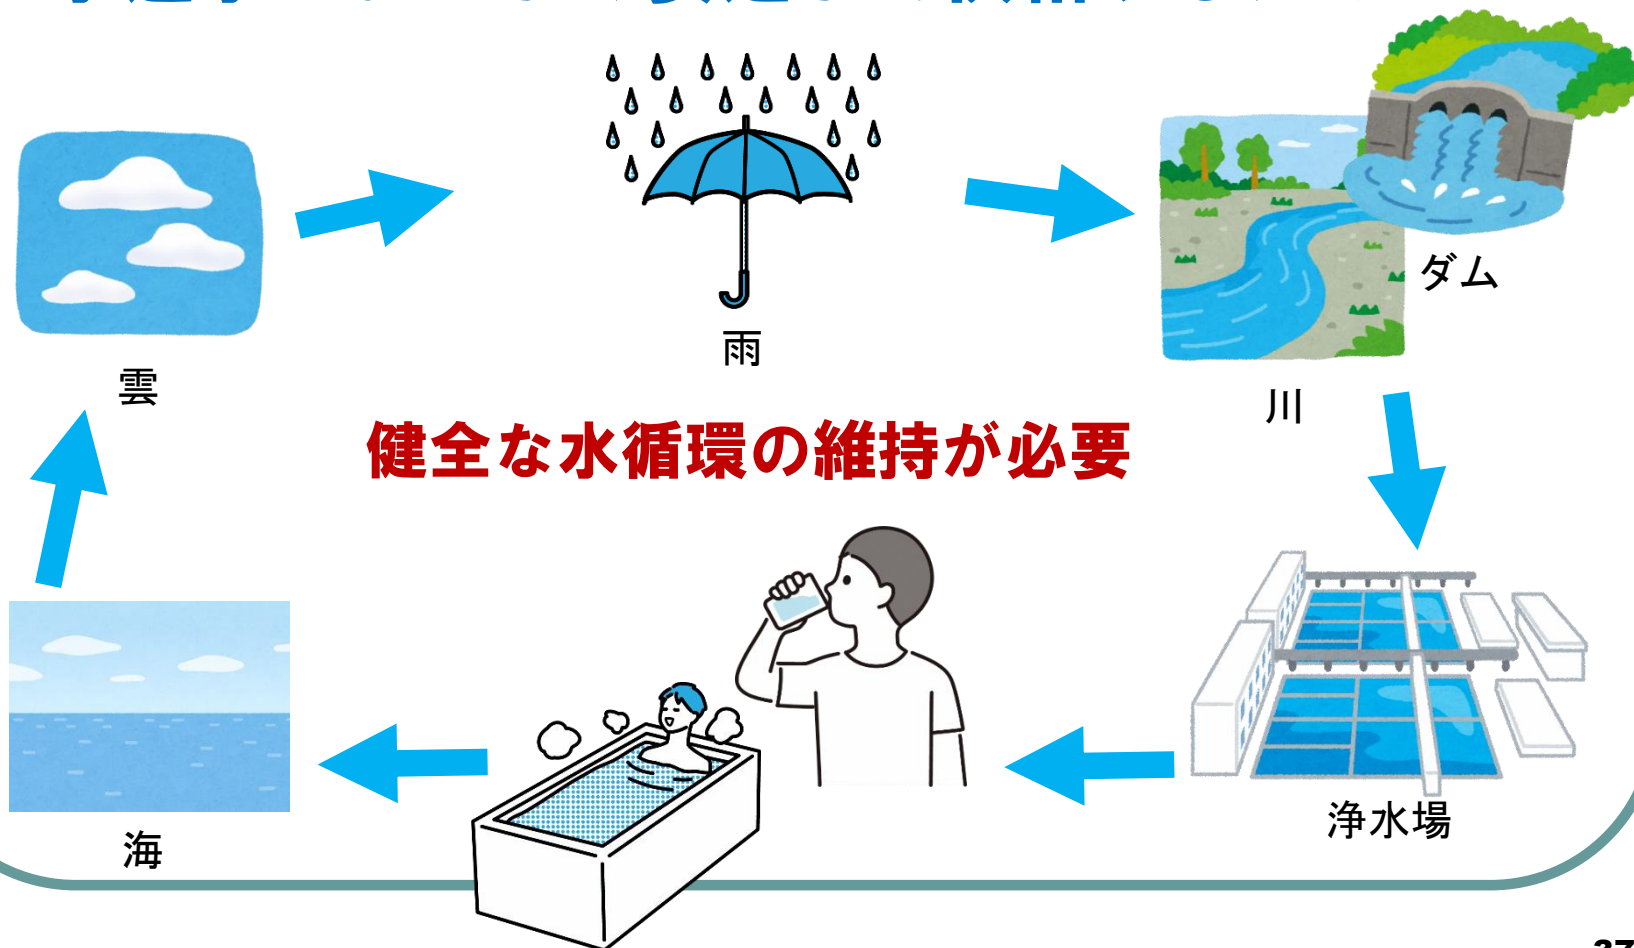 ダム
雨
雲
川
健全な水循環の維持が必要
浄水場
海